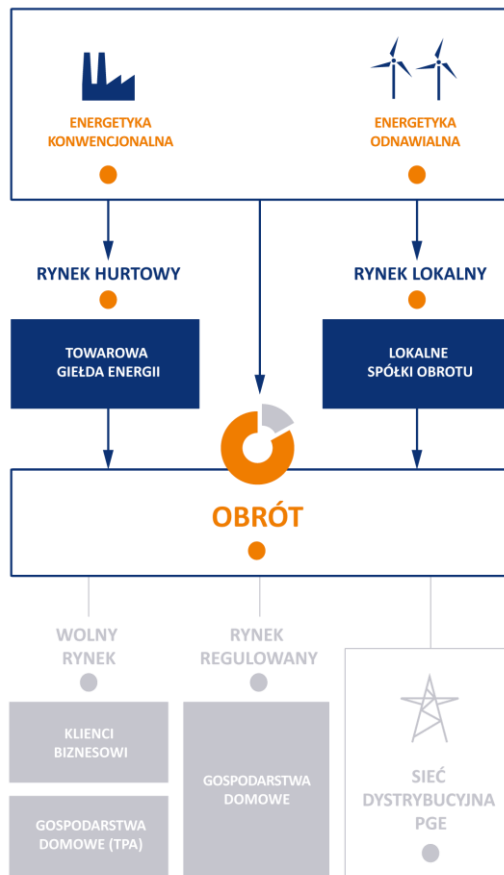 ENERGETYKA
KONWENCJONALNA
ENERGETYKA
ODNAWIALNA
RYNEK HURTOWY
RYNEK LOKALNY
TOWAROWA
GIEŁDA ENERGII
LOKALNE
SPÓŁKI OBROTU
OBRÓT
WOLNY
RYNEK
RYNEK
REGULOWANY
KLIENCI
BIZNESOWI
GOSPODARSTWA
DOMOWE (TPA)
GOSPODARSTWA
DOMOWE
SIEĆ
DYSTRYBUCYJNA
PGE